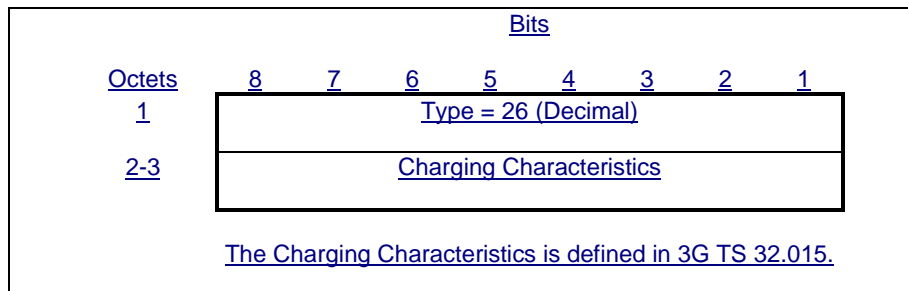 Bits
Octets 8 7 6 5 4 3 2 1
1 Type = 26 (Decimal)
2-3 Charging Characteristics
The Charging Characteristics is defined in 3G TS 32.015.